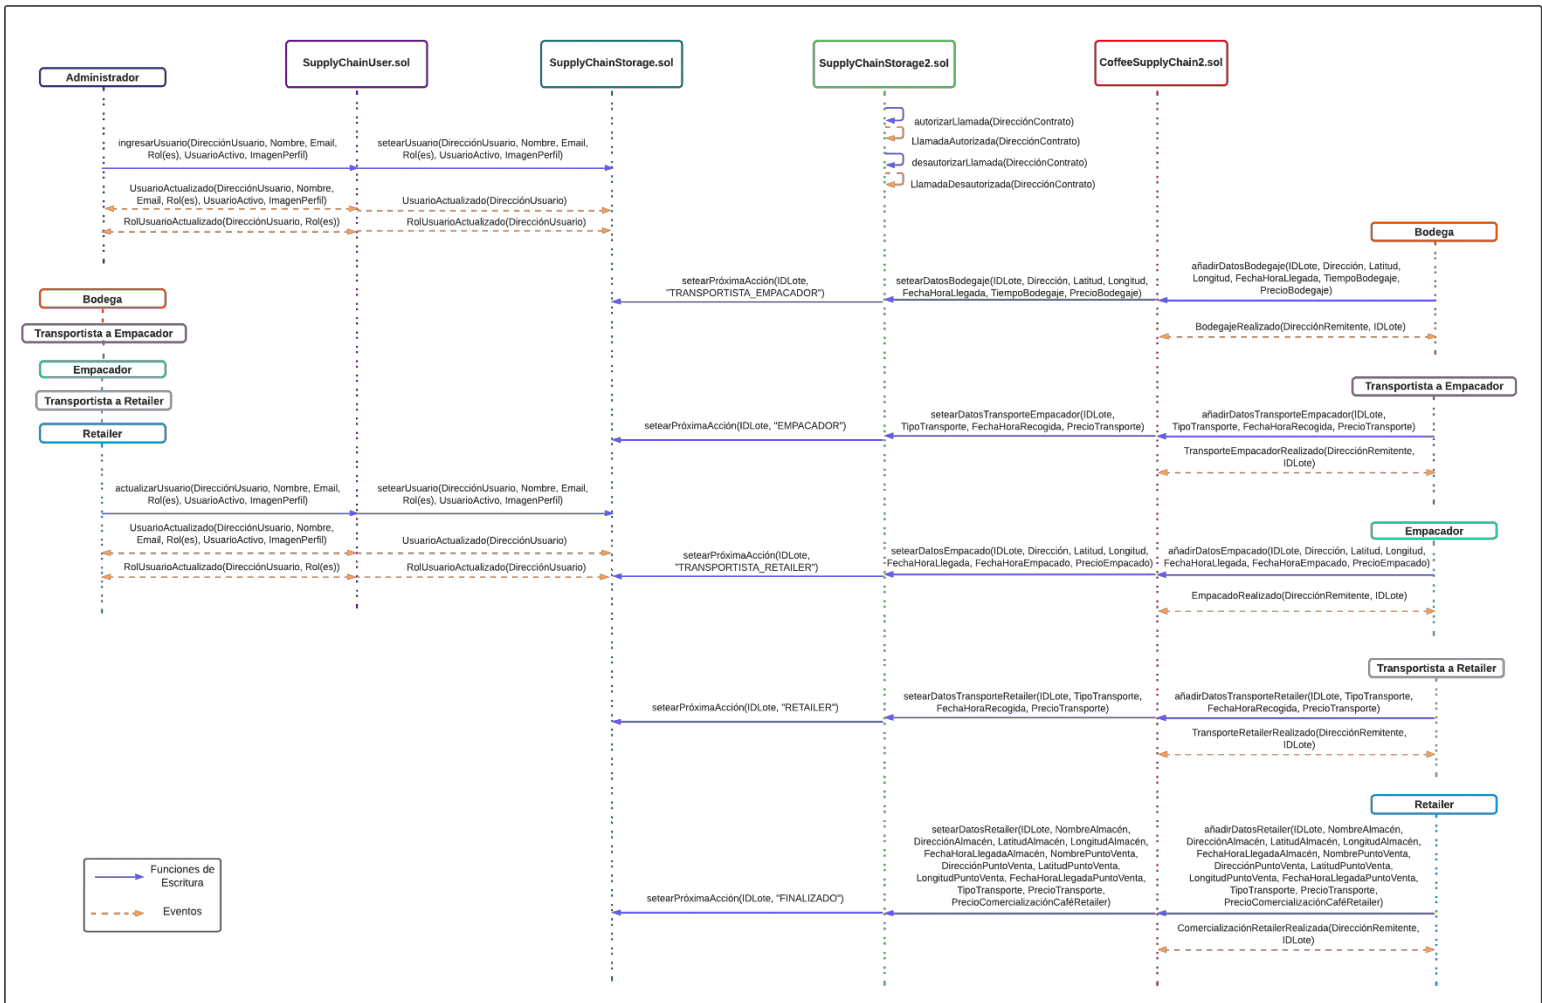 SupplyChainUser.sol
SupplyChainStorage.sol
SupplyChainStorage2.sol
CoffeeSupplyChain2.sol
Administrador
autorizarLlamada(DirecciónContrato)
LlamadaAutorizada(DirecciónContrato)
desautorizarLlamada(DirecciónContrato)
LlamadaDesautorizada(DirecciónContrato)
ingresarUsuario(DirecciónUsuario, Nombre, Email,
Rol(es), UsuarioActivo, ImagenPerfil)
setearUsuario(DirecciónUsuario, Nombre, Email,
Rol(es), UsuarioActivo, ImagenPerfil)
UsuarioActualizado(DirecciónUsuario, Nombre,
Email, Rol(es), UsuarioActivo, ImagenPerfil)
UsuarioActualizado(DirecciónUsuario)
RolUsuarioActualizado(DirecciónUsuario, Rol(es))
RolUsuarioActualizado(DirecciónUsuario)
Bodega
setearPróximaAcción(IDLote,
"TRANSPORTISTA_EMPACADOR")
setearDatosBodegaje(IDLote, Dirección, Latitud, Longitud,
FechaHoraLlegada, TiempoBodegaje, PrecioBodegaje)
añadirDatosBodegaje(IDLote, Dirección, Latitud,
Longitud, FechaHoraLlegada, TiempoBodegaje,
PrecioBodegaje)
BodegajeRealizado(DirecciónRemitente, IDLote)
Bodega
Transportista a Empacador
Empacador
Transportista a Retailer
Retailer
Transportista a Empacador
setearPróximaAcción(IDLote, "EMPACADOR")
setearDatosTransporteEmpacador(IDLote,
TipoTransporte, FechaHoraRecogida, PrecioTransporte)
añadirDatosTransporteEmpacador(IDLote,
TipoTransporte, FechaHoraRecogida, PrecioTransporte)
TransporteEmpacadorRealizado(DirecciónRemitente,
IDLote)
actualizarUsuario(DirecciónUsuario, Nombre, Email,
Rol(es), UsuarioActivo, ImagenPerfil)
setearUsuario(DirecciónUsuario, Nombre, Email,
Rol(es), UsuarioActivo, ImagenPerfil)
UsuarioActualizado(DirecciónUsuario, Nombre,
Email, Rol(es), UsuarioActivo, ImagenPerfil)
UsuarioActualizado(DirecciónUsuario)
RolUsuarioActualizado(DirecciónUsuario, Rol(es))
RolUsuarioActualizado(DirecciónUsuario)
Empacador
setearPróximaAcción(IDLote,
"TRANSPORTISTA_RETAILER")
setearDatosEmpacado(IDLote, Dirección, Latitud, Longitud,
FechaHoraLlegada, FechaHoraEmpacado, PrecioEmpacado)
añadirDatosEmpacado(IDLote, Dirección, Latitud, Longitud,
FechaHoraLlegada, FechaHoraEmpacado, PrecioEmpacado)
EmpacadoRealizado(DirecciónRemitente, IDLote)
Transportista a Retailer
setearPróximaAcción(IDLote, "RETAILER")
setearDatosTransporteRetailer(IDLote, TipoTransporte,
FechaHoraRecogida, PrecioTransporte)
añadirDatosTransporteRetailer(IDLote, TipoTransporte,
FechaHoraRecogida, PrecioTransporte)
TransporteRetailerRealizado(DirecciónRemitente,
IDLote)
Retailer
setearPróximaAcción(IDLote, "FINALIZADO")
setearDatosRetailer(IDLote, NombreAlmacén,
DirecciónAlmacén, LatitudAlmacén, LongitudAlmacén,
FechaHoraLlegadaAlmacén, NombrePuntoVenta,
DirecciónPuntoVenta, LatitudPuntoVenta,
LongitudPuntoVenta, FechaHoraLlegadaPuntoVenta,
TipoTransporte, PrecioTransporte,
PrecioComercializaciónCaféRetailer)
añadirDatosRetailer(IDLote, NombreAlmacén,
DirecciónAlmacén, LatitudAlmacén, LongitudAlmacén,
FechaHoraLlegadaAlmacén, NombrePuntoVenta,
DirecciónPuntoVenta, LatitudPuntoVenta,
LongitudPuntoVenta, FechaHoraLlegadaPuntoVenta,
TipoTransporte, PrecioTransporte,
PrecioComercializaciónCaféRetailer)
ComercializaciónRetailerRealizada(DirecciónRemitente,
IDLote)
Funciones de
Escritura
Eventos